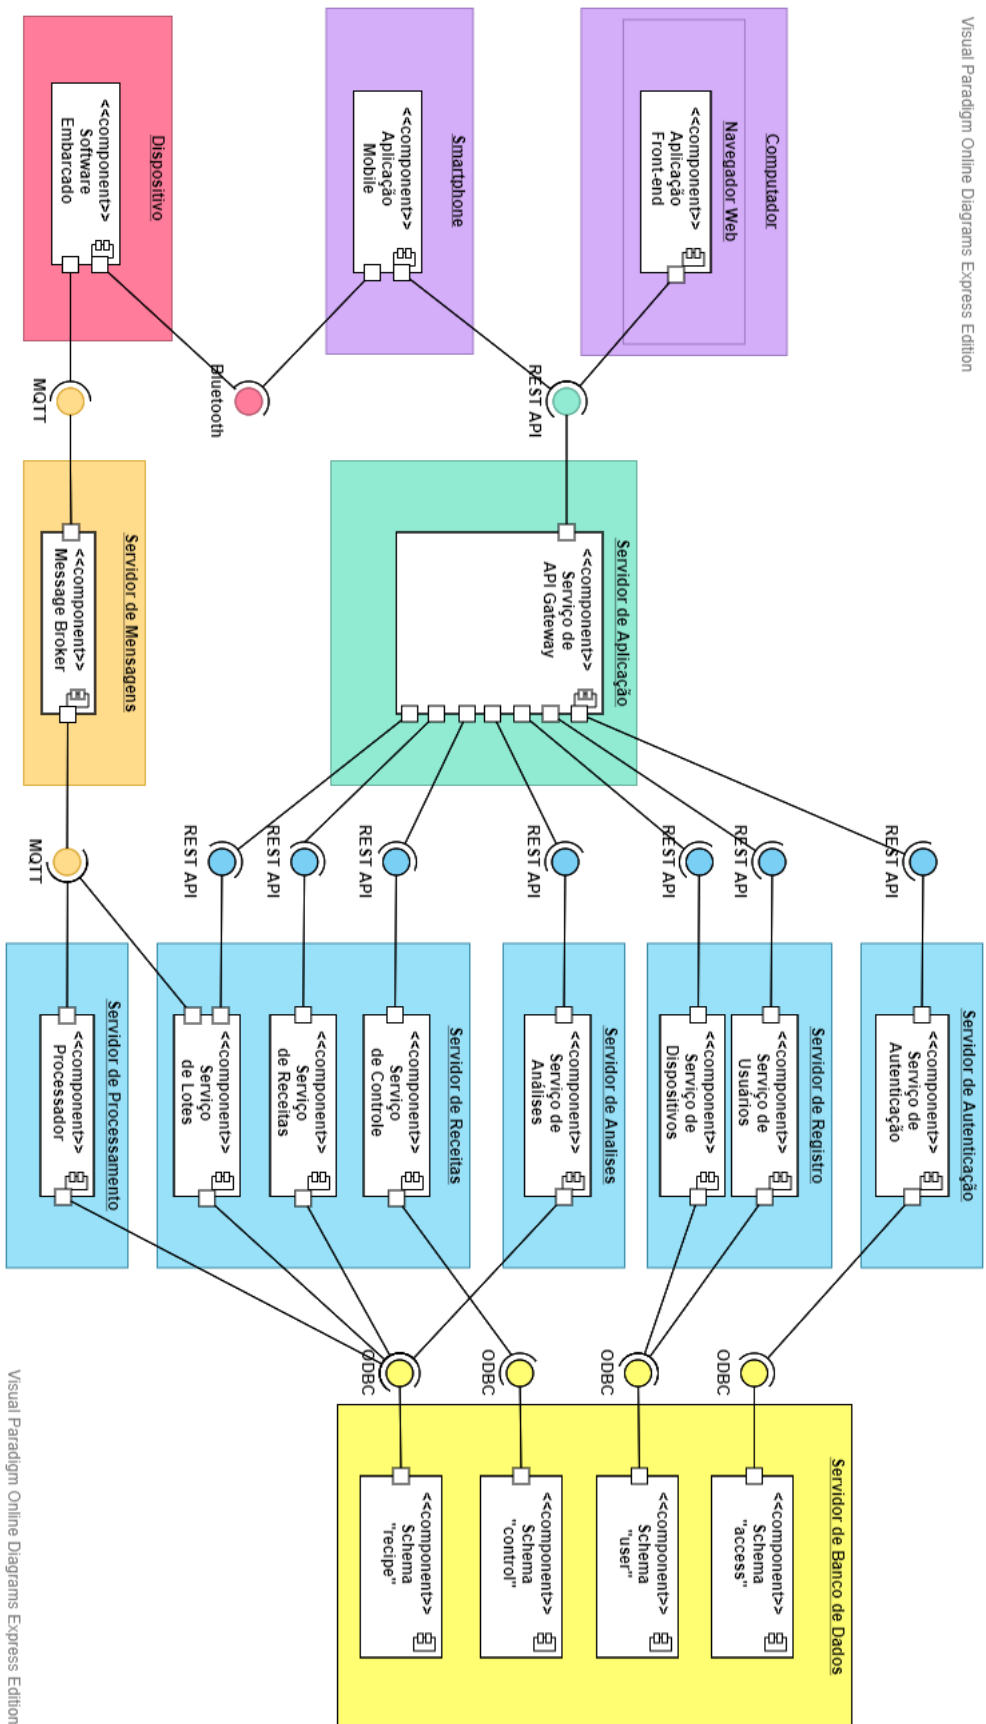 Visual Paradigm Online Diagrams Express Edition
Computador
Navegador Web
<<component>>
Aplicação
Front-end
Smartphone
<<component>>
Aplicação
Mobile
Dispositivo
<<component>>
Software
Embarcado
REST API
Bluetooth
MQTT
Servidor de Aplicação
<<component>>
Serviço de
API Gateway
Servidor de Mensagens
<<component>>
Message Broker
REST API
REST API
REST API
REST API
REST API
REST API
REST API
MQTT
Servidor de Autenticação
<<component>>
Serviço de
Autenticação
Servidor de Registro
<<component>>
Serviço de
Usuários
<<component>>
Serviço de
Dispositivos
Servidor de Analises
<<component>>
Serviço de
Análises
Servidor de Receitas
<<component>>
Serviço
de Controle
<<component>>
Serviço
de Receitas
<<component>>
Serviço
de Lotes
Servidor de Processamento
<<component>>
Processador
ODBC
ODBC
ODBC
ODBC
Servidor de Banco de Dados
<<component>>
Schema
"access"
<<component>>
Schema
"user"
<<component>>
Schema
"control"
<<component>>
Schema
"recipe"
Visual Paradigm Online Diagrams Express Edition